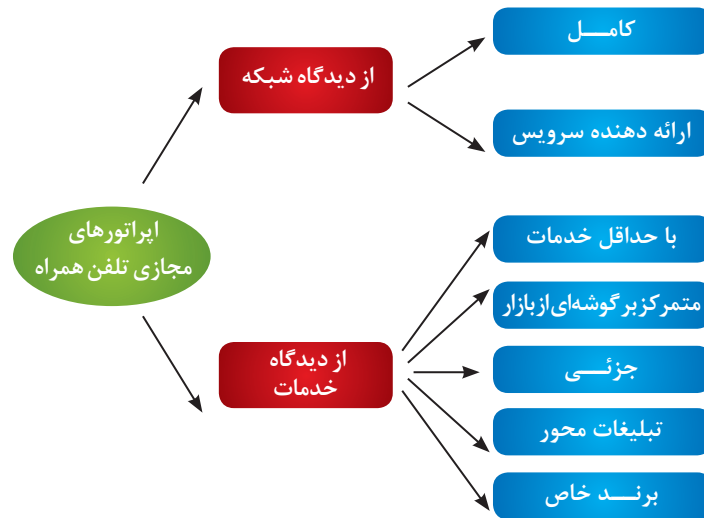 کامـــل
از دیدگاه شبکه
ارائه دهنده سرویس
اپراتورهای
مجازی تلفن همراه
با حداقل خدمات
متمرکز بر گوشه‌ای از بازار
از دیدگاه
خدمات
جزئـــی
تبلیغات محور
برنـــد خاص